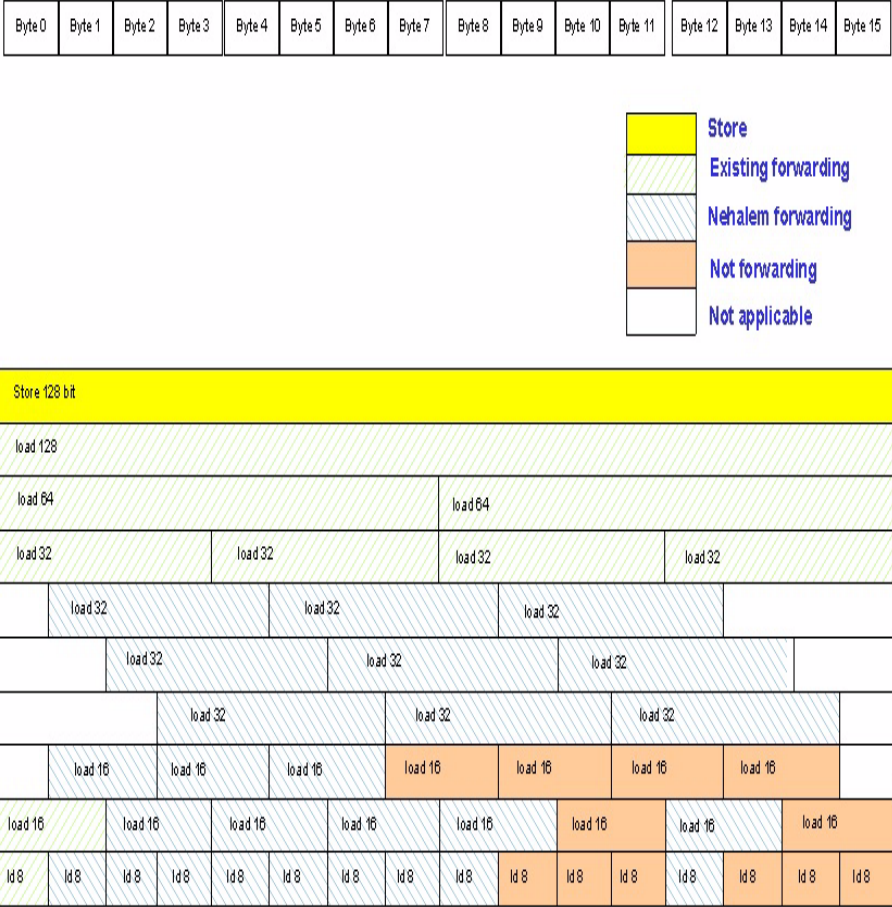 Byte 0 Byte 1 Byte 2 Byte 3 Byte 4 Byte 5 Byte 6 Byte 7 Byte 8 Byte 9 Byte 10 Byte 11 Byte 12 Byte 13 Byte 14 Byte 15
Store
Existing forwarding
Nehalem forwarding
Not forwarding
Not applicable
Store 128 bit
load 128
load 64 load 64
load 32 load 32 load 32 load 32
load 32 load 32 load 32
load 32 load 32 load 32
load 32 load 32 load 32
load 16 load 16 load 16 load 16 load 16 load 16 load 16
load 16 load 16 load 16 load 16 load 16 load 16 load 16 load 16
ld 8 ld 8 ld 8 ld 8 ld 8 ld 8 ld 8 ld 8 ld 8 ld 8 ld 8 ld 8 ld 8 ld 8 ld 8 ld 8